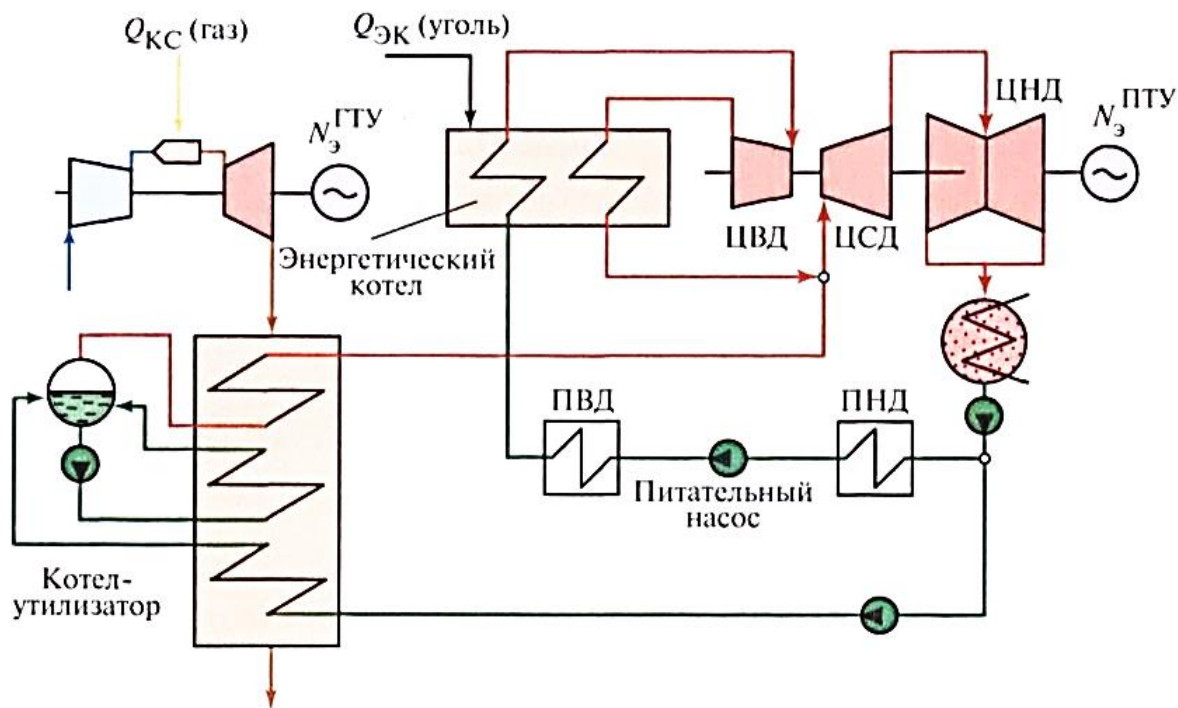 Q_КС (газ)
Q_ЭК (уголь)
N_э^ГТУ
ЦНД
N_э^ПТУ
ЦВД
ЦСД
Энергетический
котел
ПВД
ПНД
Питательный
насос
Котел-
утилизатор